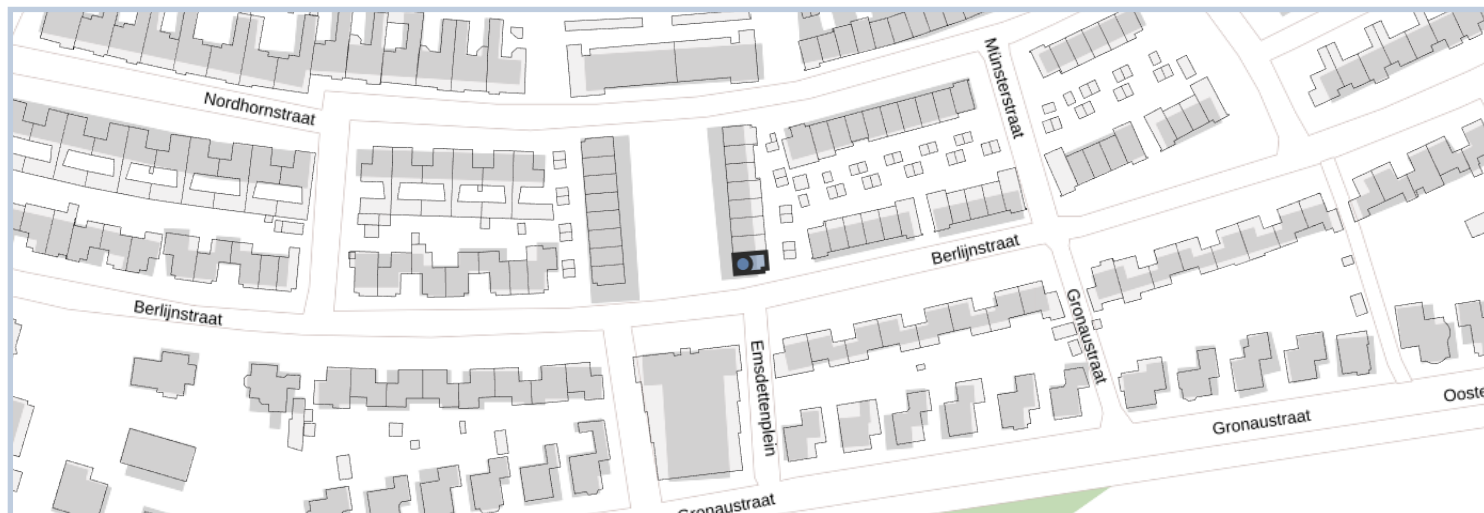 Nordhornstraat
Münsterstraat
Berlijnstraat
Berlijnstraat
Gronaustraat
Emsdettenplein
Ooste
Gronaustraat
Gronaustraat